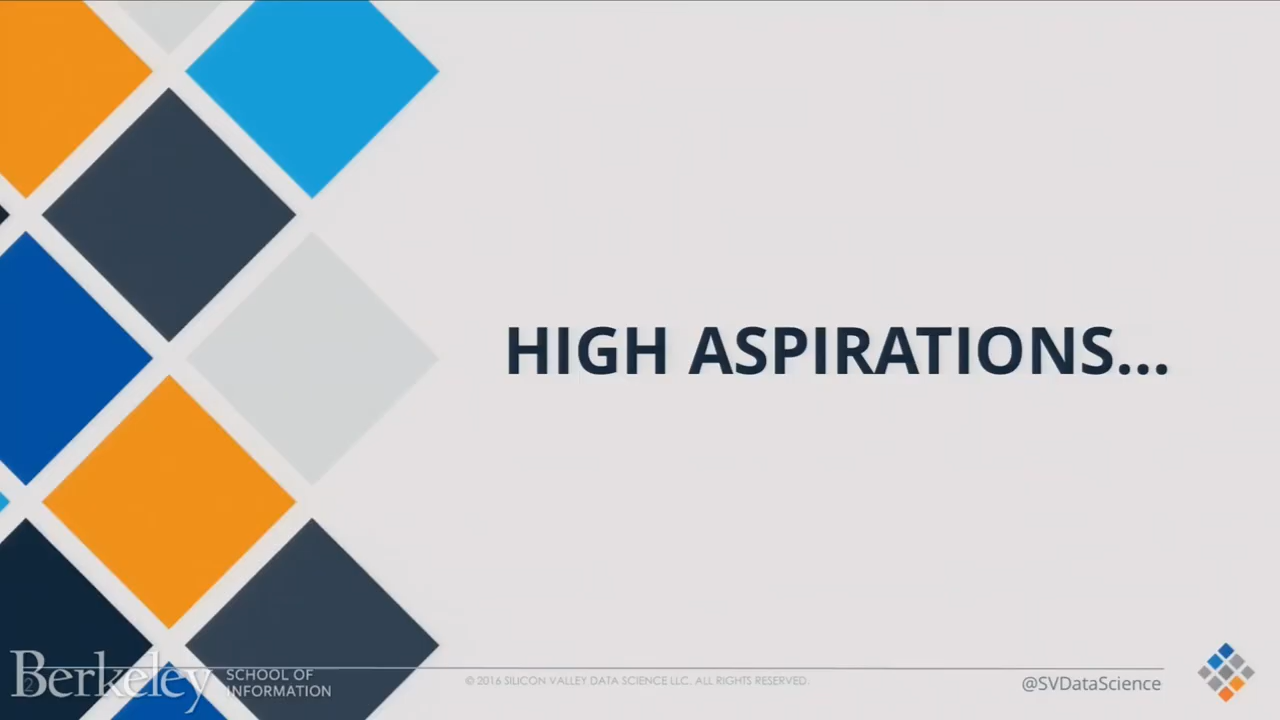 HIGH ASPIRATIONS...
Berkeley
SCHOOL OF
INFORMATION
© 2016 SILICON VALLEY DATA SCIENCE LLC. ALL RIGHTS RESERVED.
@SVDataScience